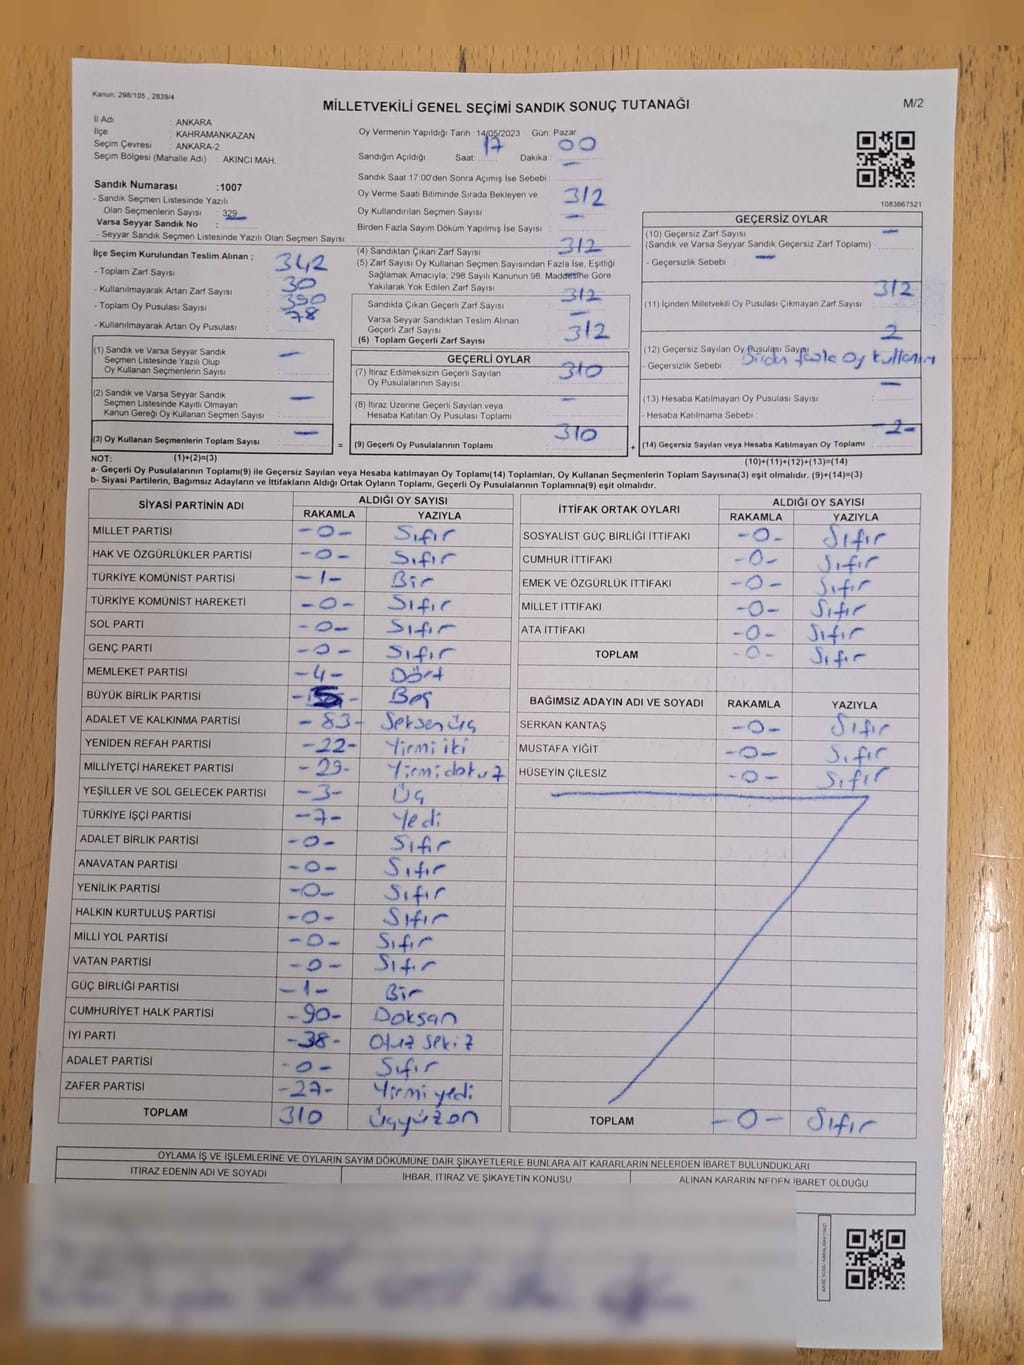 Kanun: 298/105 , 2839/4
MİLLETVEKİLİ GENEL SEÇİMİ SANDIK SONUÇ TUTANAĞI
M/2
İl Adı : ANKARA
İlçe : KAHRAMANKAZAN
Seçim Çevresi : ANKARA-2
Seçim Bölgesi (Mahalle Adı) : AKINCI MAH.
Sandık Numarası :1007
- Sandık Seçmen Listesinde Yazılı
Olan Seçmenlerin Sayısı : 329
Varsa Seyyar Sandık No :
- Seyyar Sandık Seçmen Listesinde Yazılı Olan Seçmen Sayısı:
Oy Vermenin Yapıldığı Tarih : 14/05/2023 Gün: Pazar
Sandığın Açıldığı Saat : 17 Dakika : 00
Sandık Saat 17:00'den Sonra Açımış İse Sebebi : -
Oy Verme Saati Bitiminde Sırada Bekleyen ve
Oy Kullandırılan Seçmen Sayısı : 312
Birden Fazla Sayım Döküm Yapılmış İse Sayısı : -
1083667521
İlçe Seçim Kurulundan Teslim Alınan ;
- Toplam Zarf Sayısı : 342
- Kullanılmayarak Artan Zarf Sayısı : 30
- Toplam Oy Pusulası Sayısı : 390
- Kullanılmayarak Artan Oy Pusulası : 78
(4) Sandıktan Çıkan Zarf Sayısı : 312
(5) Zarf Sayısı Oy Kullanan Seçmen Sayısından Fazla İse, Eşitliği
Sağlamak Amacıyla, 298 Sayılı Kanunun 98. Maddesine Göre
Yakılarak Yok Edilen Zarf Sayısı : -
Sandıkta Çıkan Geçerli Zarf Sayısı : 312
Varsa Seyyar Sandıktan Teslim Alınan
Geçerli Zarf Sayısı : -
(6) Toplam Geçerli Zarf Sayısı : 312
GEÇERSİZ OYLAR
(10) Geçersiz Zarf Sayısı : -
(Sandık ve Varsa Seyyar Sandık Geçersiz Zarf Toplamı)
- Geçersizlik Sebebi : -
(11) İçinden Milletvekili Oy Pusulası Çıkmayan Zarf Sayısı : 312
(12) Geçersiz Sayılan Oy Pusulası Sayısı : 2
- Geçersizlik Sebebi : Birden fazla oy kullanım
(13) Hesaba Katılmayan Oy Pusulası Sayısı : -
- Hesaba Katılmama Sebebi :
(14) Geçersiz Sayılan veya Hesaba Katılmayan Oy Toplamı : -2-
(1) Sandık ve Varsa Seyyar Sandık
Seçmen Listesinde Yazılı Olup
Oy Kullanan Seçmenlerin Sayısı : -
(2) Sandık ve Varsa Seyyar Sandık
Seçmen Listesinde Kayıtlı Olmayan
Kanun Gereği Oy Kullanan Seçmen Sayısı : -
(3) Oy Kullanan Seçmenlerin Toplam Sayısı : -
GEÇERLİ OYLAR
(7) İtiraz Edilmeksizin Geçerli Sayılan
Oy Pusulalarının Sayısı : 310
(8) İtiraz Üzerine Geçerli Sayılan veya
Hesaba Katılan Oy Pusulası Toplamı : -
= (9) Geçerli Oy Pusulalarının Toplamı : 310 +
NOT: (1)+(2)=(3)
(10)+(11)+(12)+(13)=(14)
a- Geçerli Oy Pusulalarının Toplamı(9) ile Geçersiz Sayılan veya Hesaba katılmayan Oy Toplamı(14) Toplamları, Oy Kullanan Seçmenlerin Toplam Sayısına(3) eşit olmalıdır. (9)+(14)=(3)
b- Siyasi Partilerin, Bağımsız Adayların ve İttifakların Aldığı Ortak Oyların Toplamı, Geçerli Oy Pusulalarının Toplamına(9) eşit olmalıdır.
SİYASİ PARTİNİN ADI ALDIĞI OY SAYISI
RAKAMLA YAZIYLA
MİLLET PARTİSİ -0- Sıfır
HAK VE ÖZGÜRLÜKLER PARTİSİ -0- Sıfır
TÜRKİYE KOMÜNİST PARTİSİ -1- Bir
TÜRKİYE KOMÜNİST HAREKETİ -0- Sıfır
SOL PARTİ -0- Sıfır
GENÇ PARTİ -0- Sıfır
MEMLEKET PARTİSİ -4- Dört
BÜYÜK BİRLİK PARTİSİ -5- Beş
ADALET VE KALKINMA PARTİSİ -83- Seksenüç
YENİDEN REFAH PARTİSİ -22- Yirmiiki
MİLLİYETÇİ HAREKET PARTİSİ -29- Yirmidokuz
YEŞİLLER VE SOL GELECEK PARTİSİ -3- Üç
TÜRKİYE İŞÇİ PARTİSİ -7- Yedi
ADALET BİRLİK PARTİSİ -0- Sıfır
ANAVATAN PARTİSİ -0- Sıfır
YENİLİK PARTİSİ -0- Sıfır
HALKIN KURTULUŞ PARTİSİ -0- Sıfır
MİLLİ YOL PARTİSİ -0- Sıfır
VATAN PARTİSİ -0- Sıfır
GÜÇ BİRLİĞİ PARTİSİ -1- Bir
CUMHURİYET HALK PARTİSİ -90- Doksan
İYİ PARTİ -38- Otuz sekiz
ADALET PARTİSİ -0- Sıfır
ZAFER PARTİSİ -27- Yirmi yedi
TOPLAM 310 Üçyüzon
İTTİFAK ORTAK OYLARI ALDIĞI OY SAYISI
RAKAMLA YAZIYLA
SOSYALİST GÜÇ BİRLİĞİ İTTİFAKI -0- Sıfır
CUMHUR İTTİFAKI -0- Sıfır
EMEK VE ÖZGÜRLÜK İTTİFAKI -0- Sıfır
MİLLET İTTİFAKI -0- Sıfır
ATA İTTİFAKI -0- Sıfır
TOPLAM -0- Sıfır
BAĞIMSIZ ADAYIN ADI VE SOYADI RAKAMLA YAZIYLA
SERKAN KANTAŞ -0- Sıfır
MUSTAFA YİĞİT -0- Sıfır
HÜSEYİN ÇİLESİZ -0- Sıfır
TOPLAM -0- Sıfır
OYLAMA İŞ VE İŞLEMLERİNE VE OYLARIN SAYIM DÖKÜMÜNE DAİR ŞİKAYETLERLE BUNLARA AİT KARARLARIN NELERDEN İBARET BULUNDUKLARI
İTİRAZ EDENİN ADI VE SOYADI İHBAR, İTİRAZ VE ŞİKAYETİN KONUSU ALINAN KARARIN NEDEN İBARET OLDUĞU